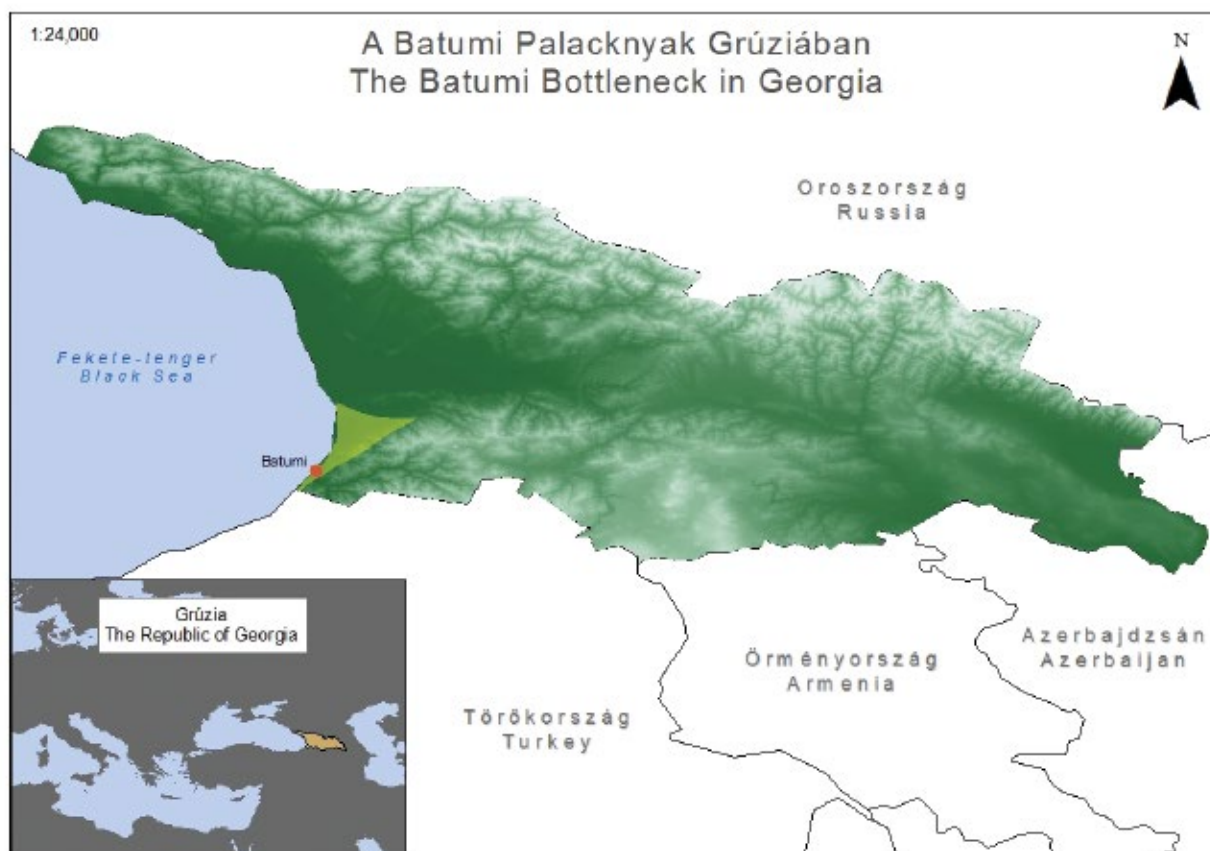 1:24,000
A Batumi Palacknyak Grúziában
The Batumi Bottleneck in Georgia
N
Oroszország
Russia
Fekete-tenger
Black Sea
Batumi
Grúzia
The Republic of Georgia
Azerbajdzsán
Azerbaijan
Örményország
Armenia
Törökország
Turkey